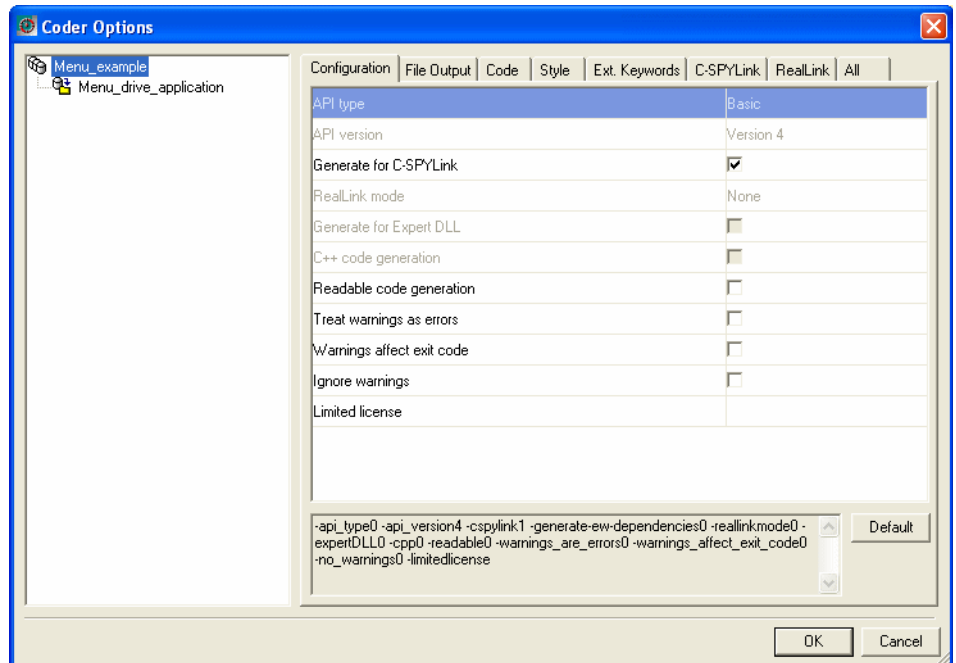 Coder Options
Menu_example
Menu_drive_application
Configuration File Output Code Style Ext. Keywords C-SPYLink RealLink All
API type Basic
API version Version 4
Generate for C-SPYLink
RealLink mode None
Generate for Expert DLL
C++ code generation
Readable code generation
Treat warnings as errors
Warnings affect exit code
Ignore warnings
Limited license
-api_type0 -api_version4 -cspylink1 -generate-ew-dependencies0 -reallinkmode0 -
expertDLL0 -cpp0 -readable0 -warnings_are_errors0 -warnings_affect_exit_code0
-no_warnings0 -limitedlicense
Default
OK Cancel